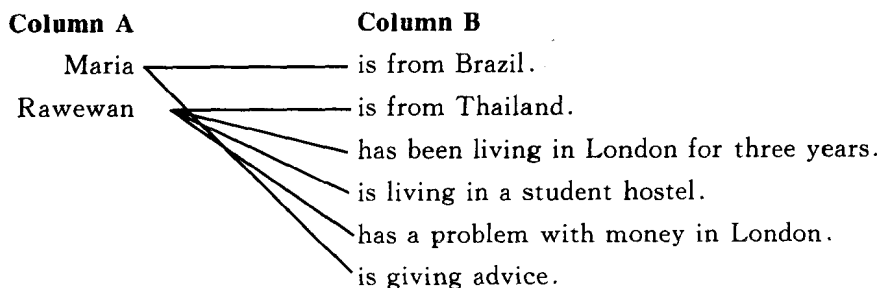 Column A Column B
Maria is from Brazil.
Rawewan is from Thailand.
has been living in London for three years.
is living in a student hostel.
has a problem with money in London.
is giving advice.